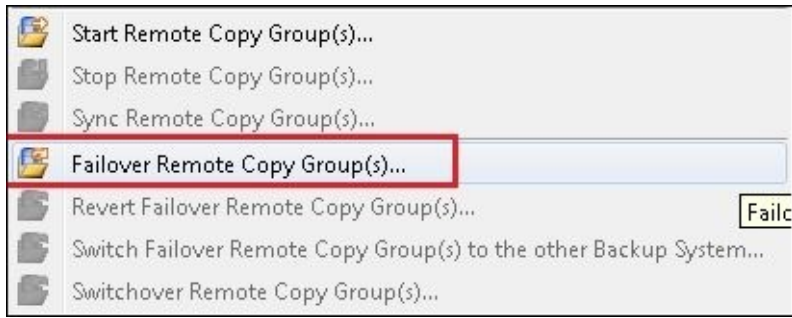 Start Remote Copy Group(s)...
Stop Remote Copy Group(s)...
Sync Remote Copy Group(s)...
Failover Remote Copy Group(s)...
Revert Failover Remote Copy Group(s)...
Failc
Switch Failover Remote Copy Group(s) to the other Backup System...
Switchover Remote Copy Group(s)...